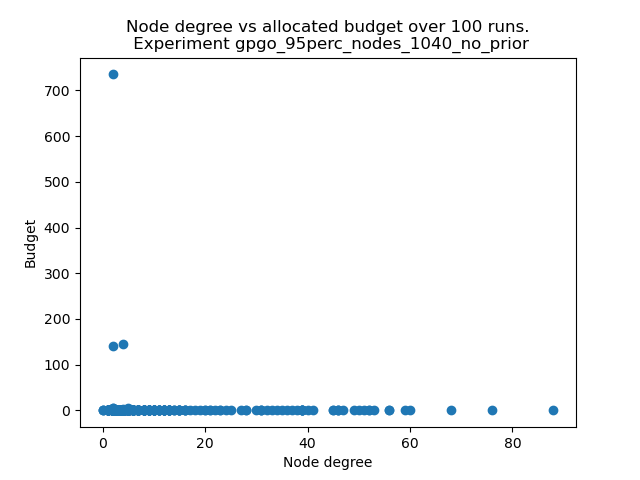 Node degree vs allocated budget over 100 runs.
Experiment gpgo_95perc_nodes_1040_no_prior
700
600
500
400
300
200
100
0
Budget
0 20 40 60 80
Node degree